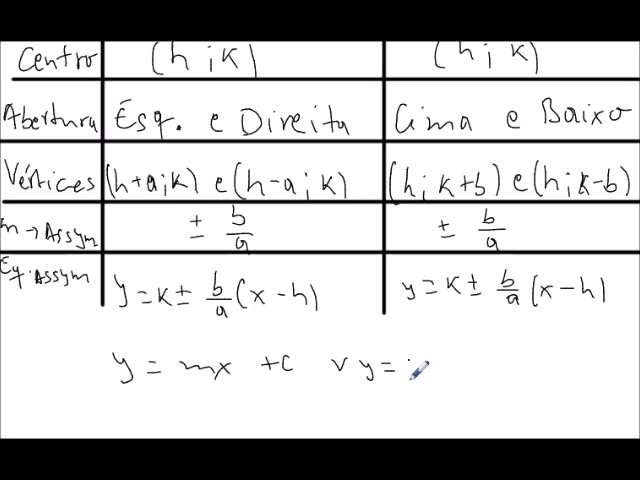 Centro (h ; k) (h ; k)
Abertura Esq. e Direita Cima e Baixo
Vértices (h+a ; k) e (h-a ; k) (h ; k+b) e (h ; k-b)
m → Assym ± b/a ± b/a
Eq. Assym y = k ± b/a (x - h) y = k ± b/a (x - h)
y = mx + c v y =